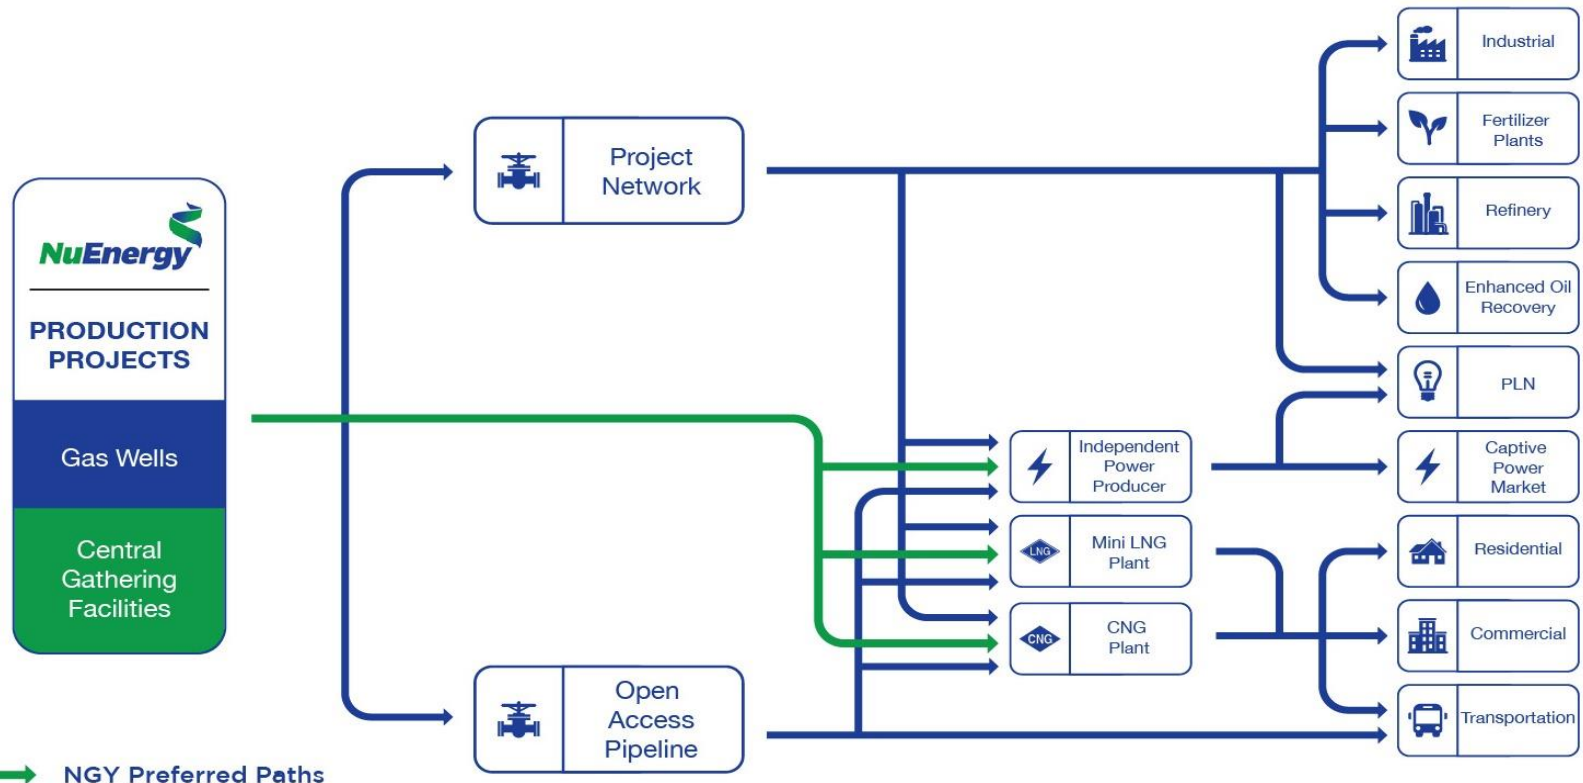 NuEnergy
PRODUCTION
PROJECTS
Gas Wells
Central
Gathering
Facilities
Project
Network
Open
Access
Pipeline
Independent
Power
Producer
LNG
Mini LNG
Plant
CNG
CNG
Plant
Industrial
Fertilizer
Plants
Refinery
Enhanced Oil
Recovery
PLN
Captive
Power
Market
Residential
Commercial
Transportation
NGY Preferred Paths